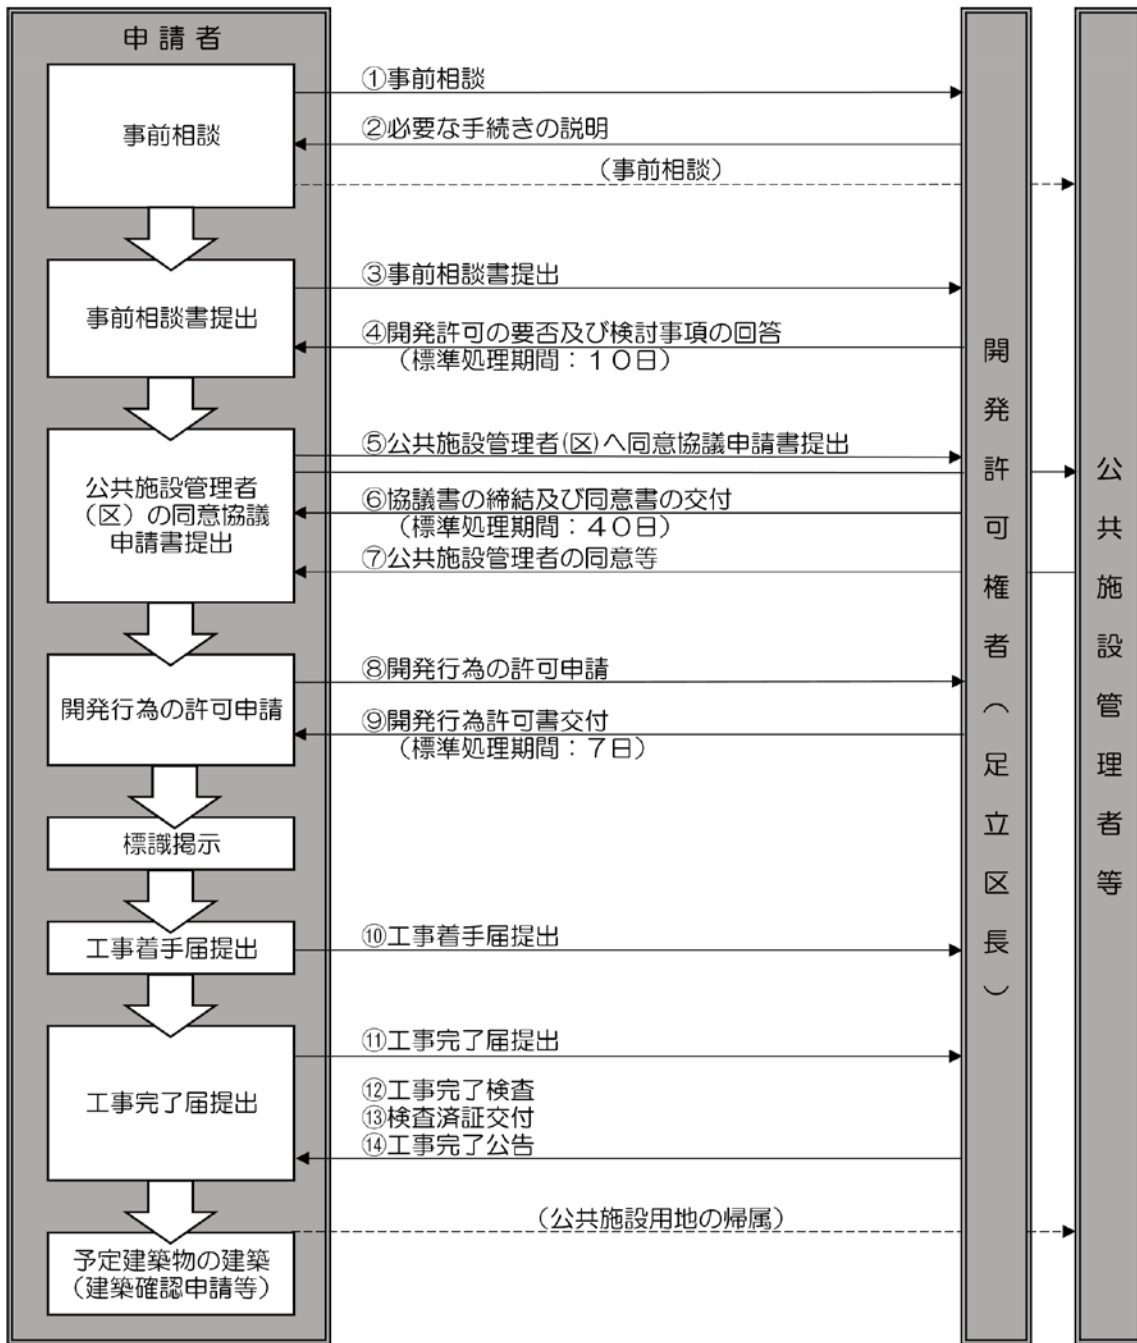 申請者
事前相談
①事前相談
②必要な手続きの説明
（事前相談）
事前相談書提出
③事前相談書提出
④開発許可の要否及び検討事項の回答
（標準処理期間：１０日）
公共施設管理者
（区）の同意協議
申請書提出
⑤公共施設管理者(区)へ同意協議申請書提出
⑥協議書の締結及び同意書の交付
（標準処理期間：４０日）
⑦公共施設管理者の同意等
開発行為の許可申請
⑧開発行為の許可申請
⑨開発行為許可書交付
（標準処理期間：７日）
標識掲示
工事着手届提出
⑩工事着手届提出
工事完了届提出
⑪工事完了届提出
⑫工事完了検査
⑬検査済証交付
⑭工事完了公告
（公共施設用地の帰属）
予定建築物の建築
（建築確認申請等）
開発許可権者（足立区長）
公共施設管理者等